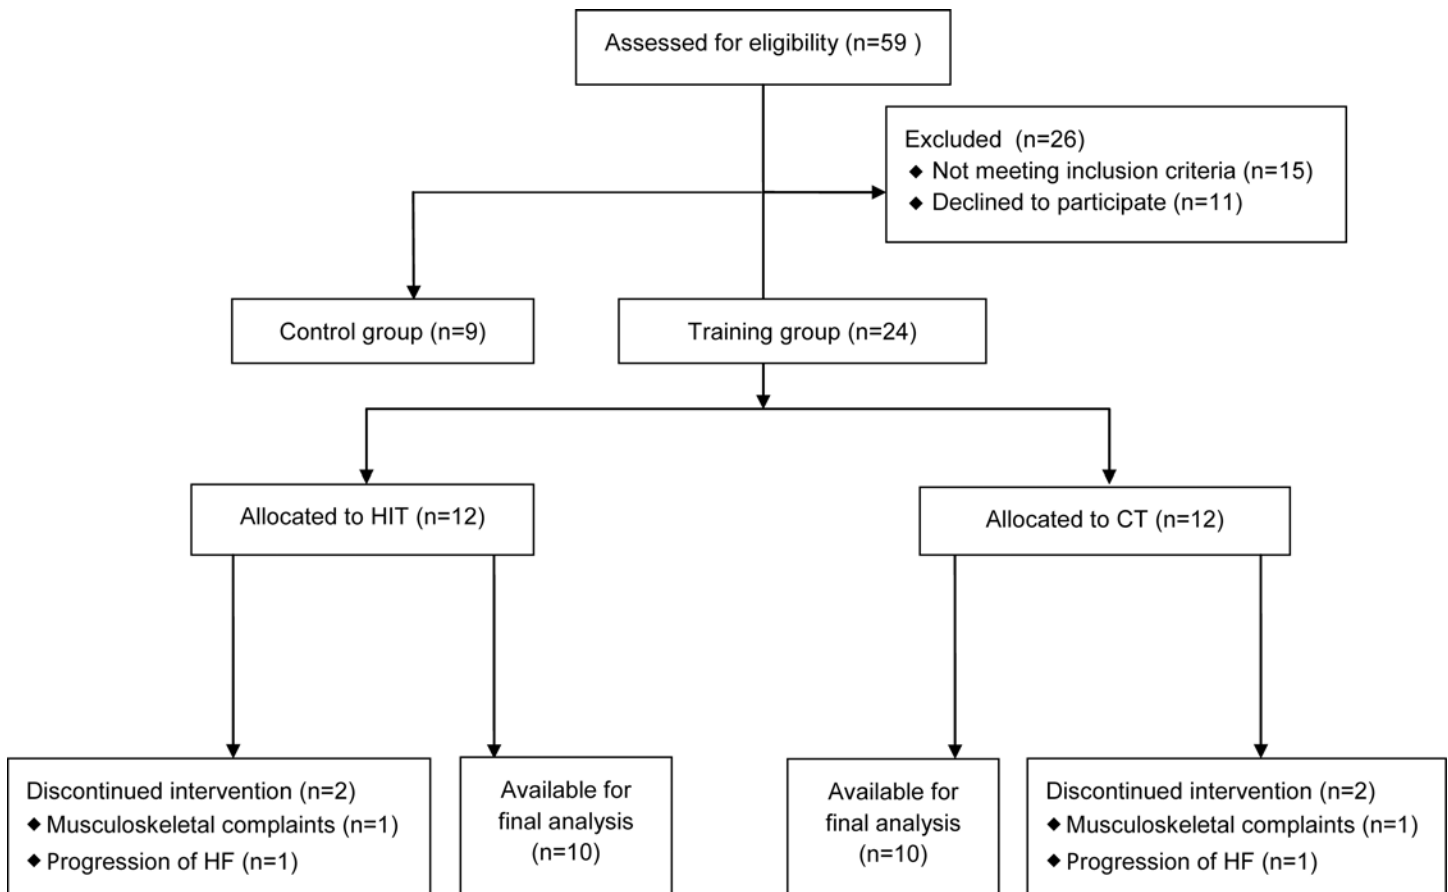 Assessed for eligibility (n=59 )
Excluded  (n=26)
◆ Not meeting inclusion criteria (n=15)
◆ Declined to participate (n=11)
Control group (n=9)
Training group (n=24)
Allocated to HIT (n=12)
Allocated to CT (n=12)
Discontinued intervention (n=2)
◆ Musculoskeletal complaints (n=1)
◆ Progression of HF (n=1)
Available for
final analysis
(n=10)
Available for
final analysis
(n=10)
Discontinued intervention (n=2)
◆ Musculoskeletal complaints (n=1)
◆ Progression of HF (n=1)